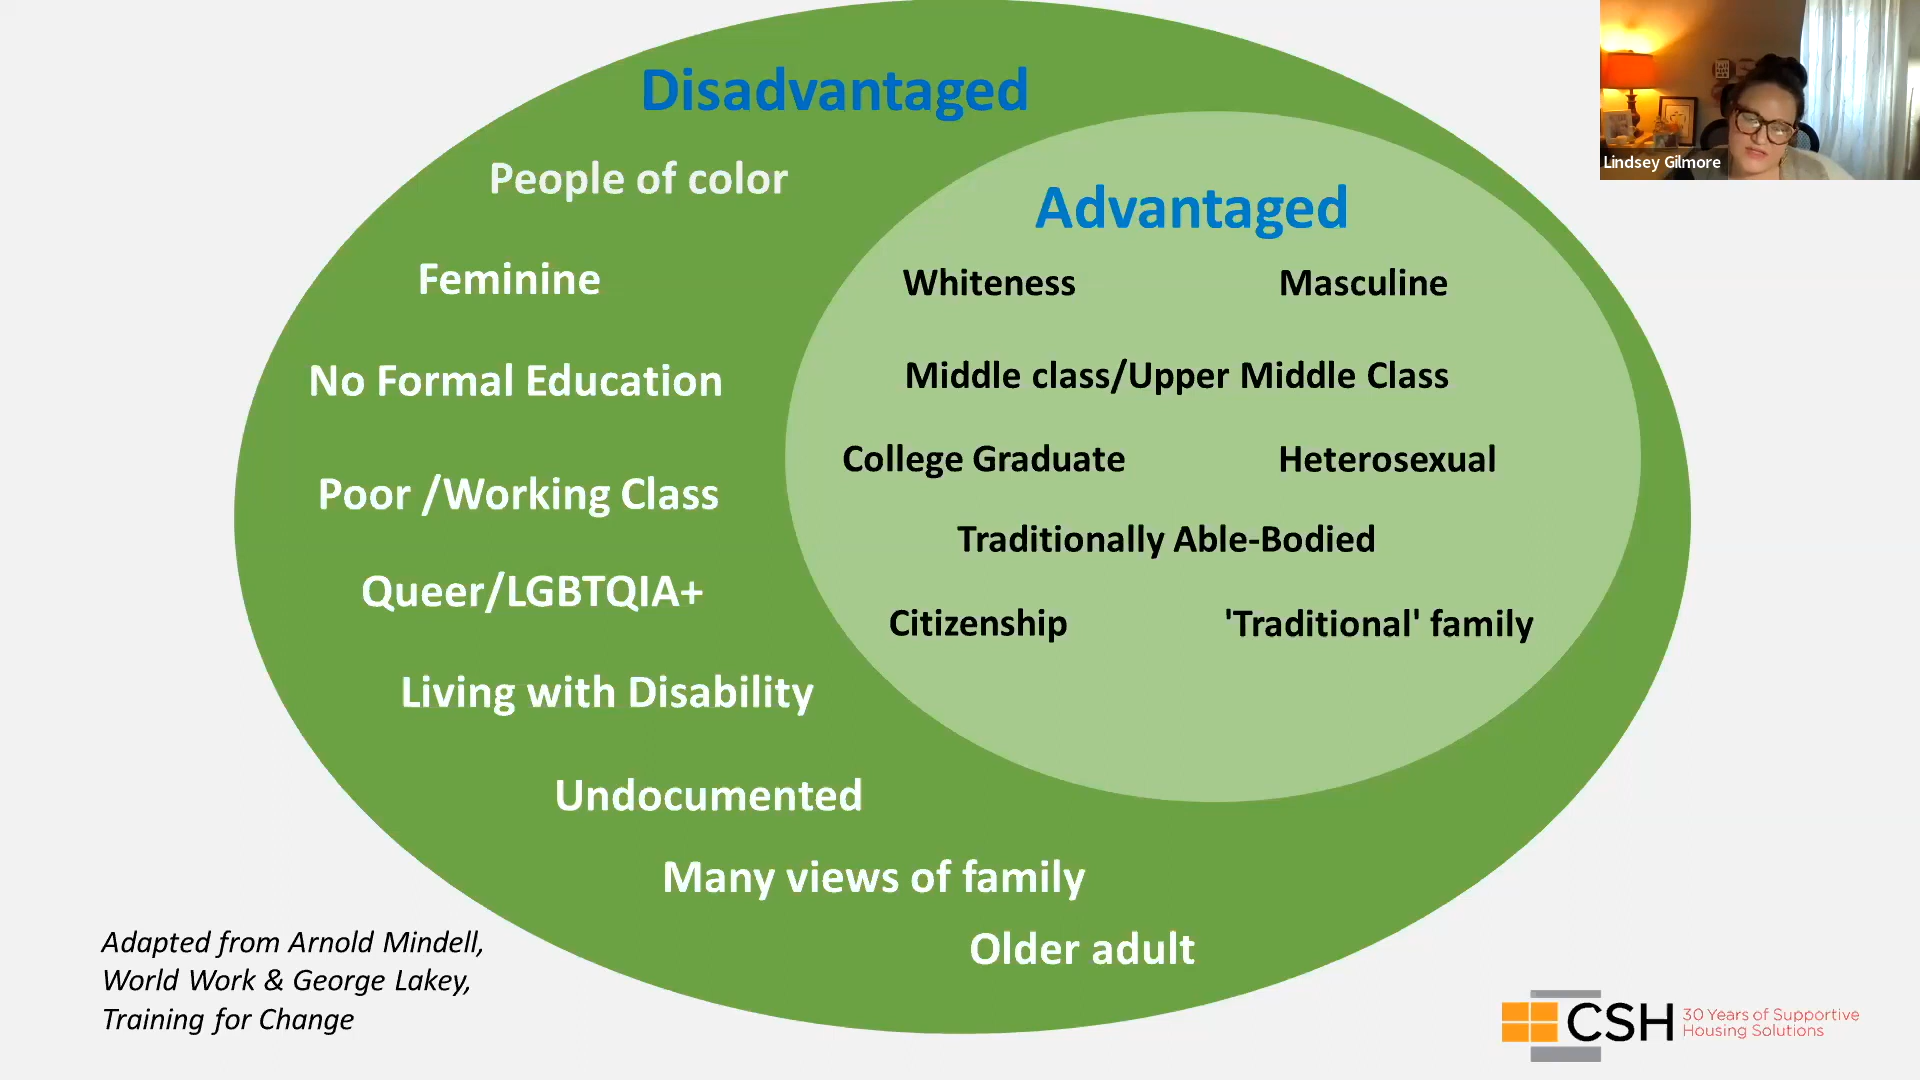 Disadvantaged
People of color
Feminine
No Formal Education
Poor /Working Class
Queer/LGBTQIA+
Living with Disability
Undocumented
Many views of family
Older adult
Advantaged
Whiteness
Masculine
Middle class/Upper Middle Class
College Graduate
Heterosexual
Traditionally Able-Bodied
Citizenship
'Traditional' family
Lindsey Gilmore
Adapted from Arnold Mindell,
World Work & George Lakey,
Training for Change
CSH
30 Years of Supportive
Housing Solutions